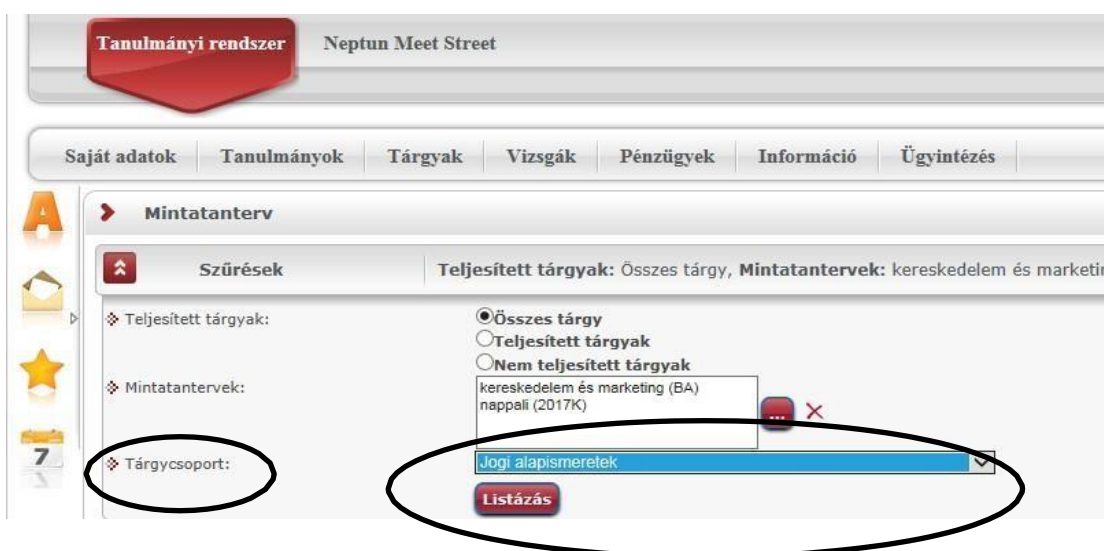 Tanulmányi rendszer Neptun Meet Street
Saját adatok Tanulmányok Tárgyak Vizsgák Pénzügyek Információ Ügyintézés
A
Mintatanterv
Szűrések Teljesített tárgyak: Összes tárgy, Mintatantervek: kereskedelem és marketin
Teljesített tárgyak: Összes tárgy
Teljesített tárgyak
Nem teljesített tárgyak
Mintatantervek: kereskedelem és marketing (BA)
nappali (2017K)
...
7
Tárgycsoport: Jogi alapismeretek
Listázás